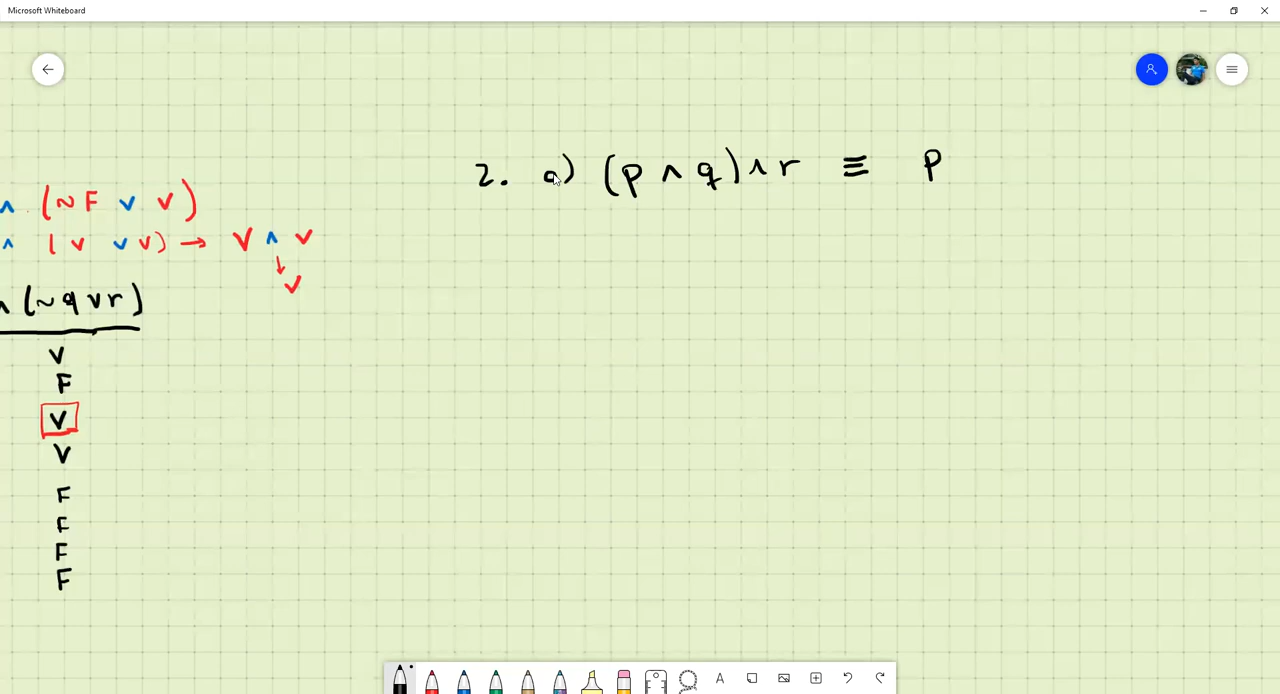 Microsoft Whiteboard
2. a) (p ∧ q) ∧ r ≡ p
∧ (~F ∨ V)
∧ (V ∨ V) → V ∧ V
↓
V
∧ (~q ∨ r)
V
F
V
V
F
F
F
F
A